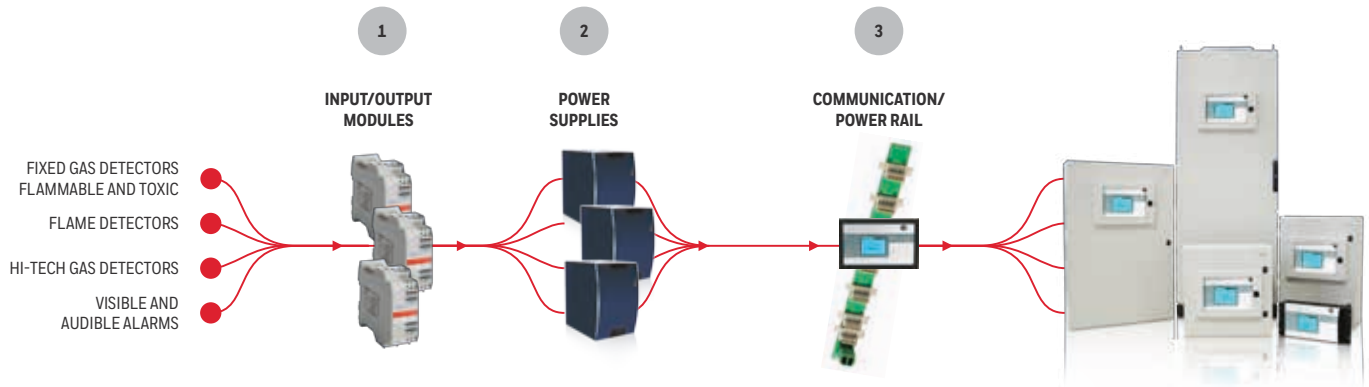 1
2
3
INPUT/OUTPUT
MODULES
POWER
SUPPLIES
COMMUNICATION/
POWER RAIL
FIXED GAS DETECTORS
FLAMMABLE AND TOXIC
FLAME DETECTORS
HI-TECH GAS DETECTORS
VISIBLE AND
AUDIBLE ALARMS